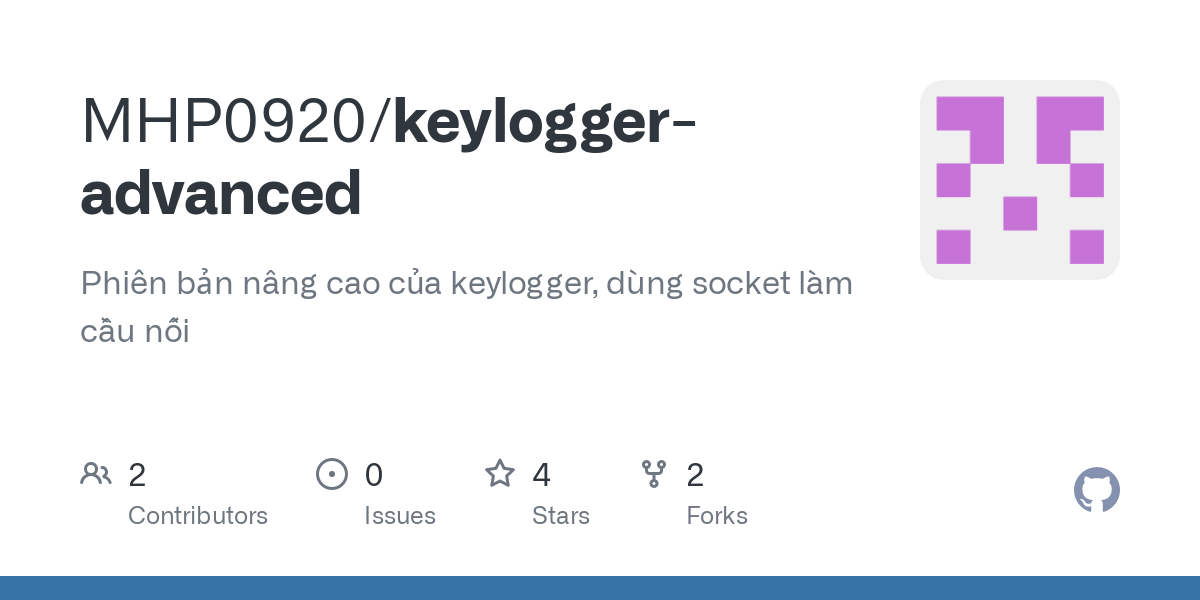 MHP0920/keylogger-
advanced
Phiên bản nâng cao của keylogger, dùng socket làm
cầu nối
2
Contributors
0
Issues
4
Stars
2
Forks